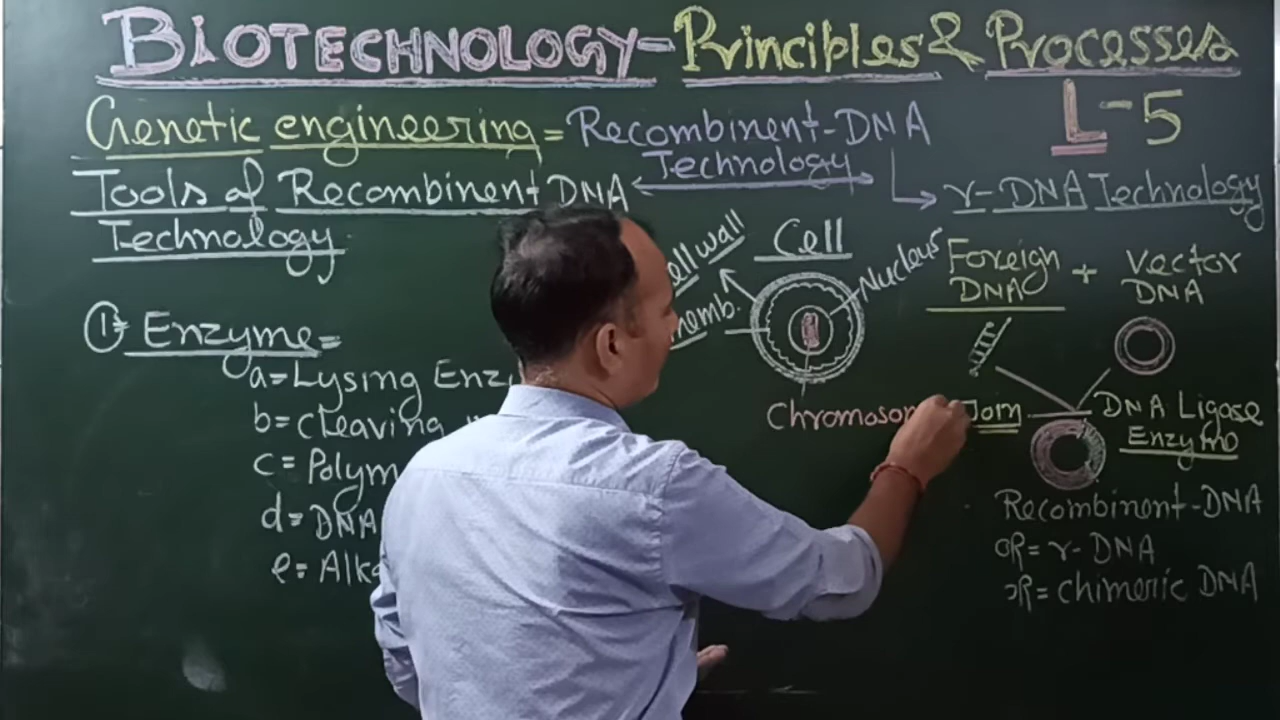 BIOTECHNOLOGY - Principles & Processes
L-5
Genetic engineering = Recombinent-DNA
Technology
Tools of Recombinent DNA
r-DNA Technology
Technology
Cell
wall
Nucleus
memb.
Foreign + Vector
DNA DNA
1= Enzyme =
a= Lysing Enz
b= Cleaving
c= Polym
d= DNA
e= Alk
Chromoso
Join
DNA Ligase
Enzyme
Recombinent-DNA
OR= r-DNA
OR= Chimeric DNA